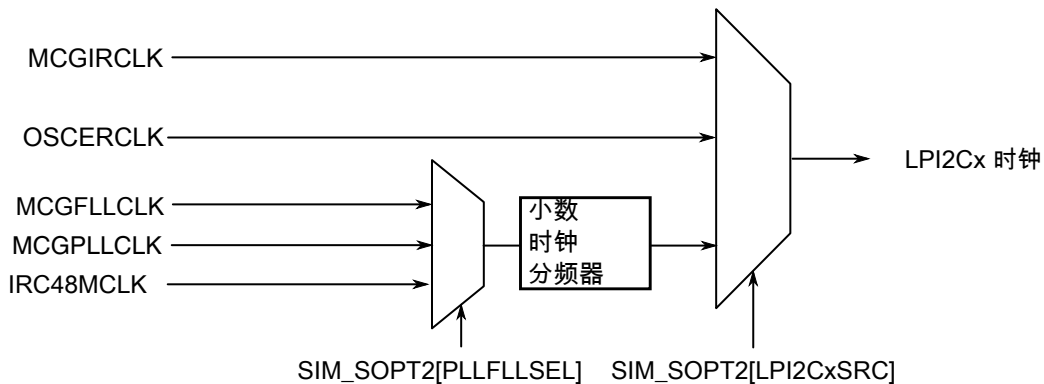 MCGIRCLK
OSCERCLK
LPI2Cx 时钟
MCGFLLCLK
MCGPLLCLK
IRC48MCLK
小数
时钟
分频器
SIM_SOPT2[PLLFLLSEL]
SIM_SOPT2[LPI2CxSRC]